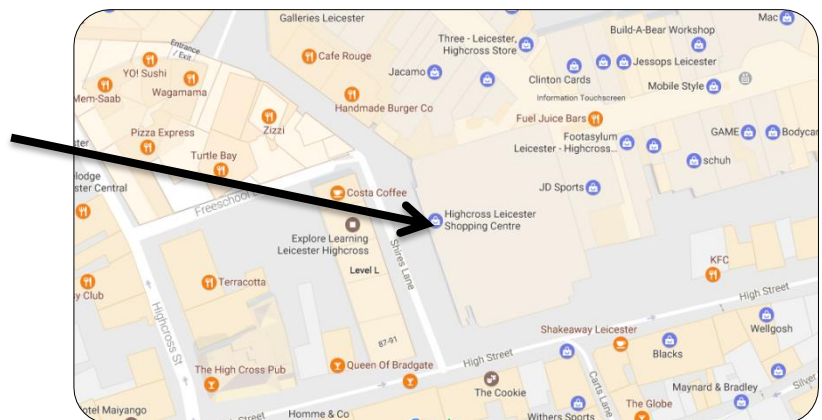 Galleries Leicester
Mac
Build-A-Bear Workshop
Three - Leicester,
Highcross Store
Entrance
/ Exit
Cafe Rouge
Jessops Leicester
YO! Sushi
Jacamo
Clinton Cards
Mobile Style
Mem-Saab
Wagamama
Information Touchscreen
Handmade Burger Co
Fuel Juice Bars
Pizza Express
Zizzi
Footasylum
Leicester - Highcross...
GAME
Bodycar
Turtle Bay
schuh
JD Sports
Costa Coffee
Highcross Leicester
Shopping Centre
Explore Learning
Leicester Highcross
Shires Lane
KFC
Level L
Terracotta
y Club
High Street
Highcross St
Wellgosh
Shakeaway Leicester
87-91
Blacks
High Street
Queen Of Bradgate
The High Cross Pub
The Cookie
Carts Lane
Maynard & Bradley
Silver
The Globe
otel Maiyango
Homme & Co
Withers Sports